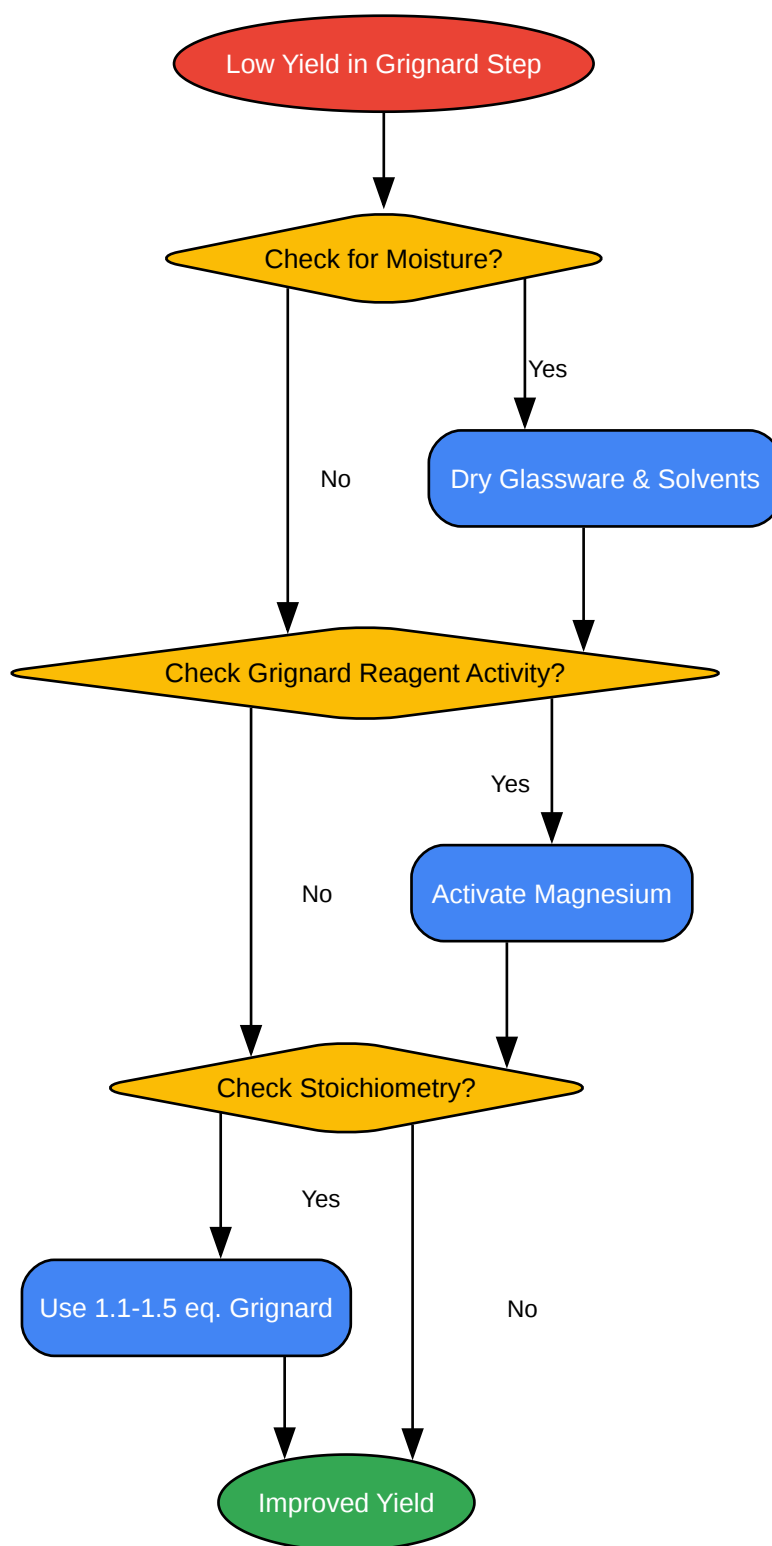 Low Yield in Grignard Step
Check for Moisture?
Yes
No
Dry Glassware & Solvents
Check Grignard Reagent Activity?
Yes
No
Activate Magnesium
Check Stoichiometry?
Yes
Use 1.1-1.5 eq. Grignard
No
Improved Yield